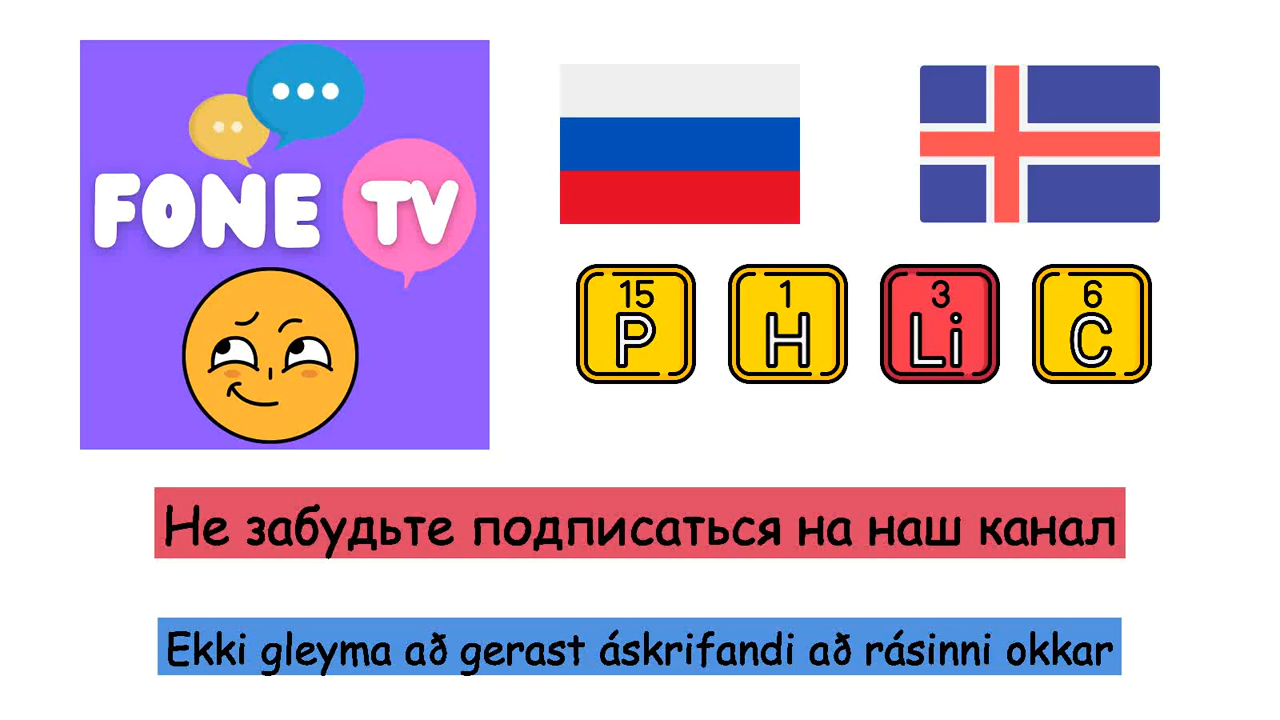 FONE TV
15 1 3 6
P H Li C
Не забудьте подписаться на наш канал
Ekki gleyma að gerast áskrifandi að rásinni okkar